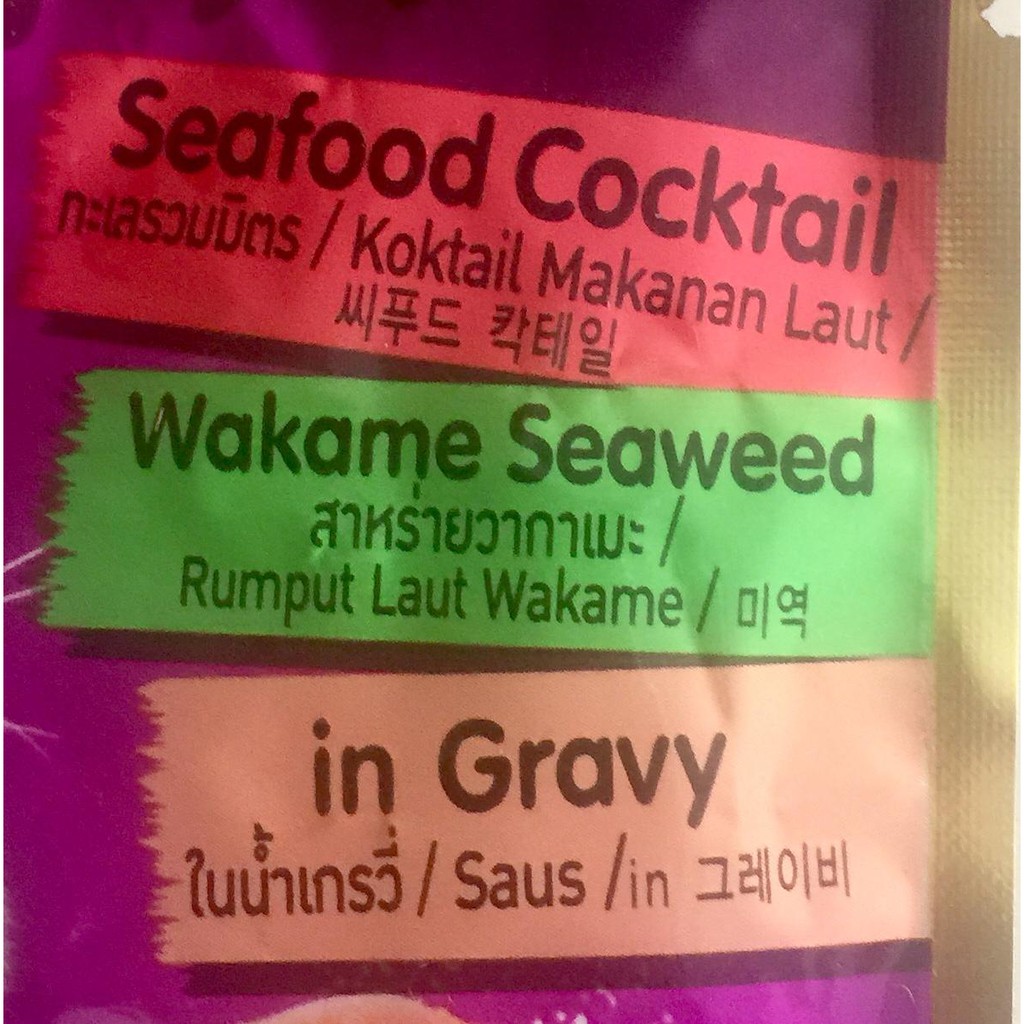 Seafood Cocktail
ทะเลรวมมิตร / Koktail Makanan Laut /
씨푸드 칵테일
Wakame Seaweed
สาหร่ายวากาเมะ /
Rumput Laut Wakame / 미역
in Gravy
ในน้ำเกรวี่ / Saus /in 그레이비